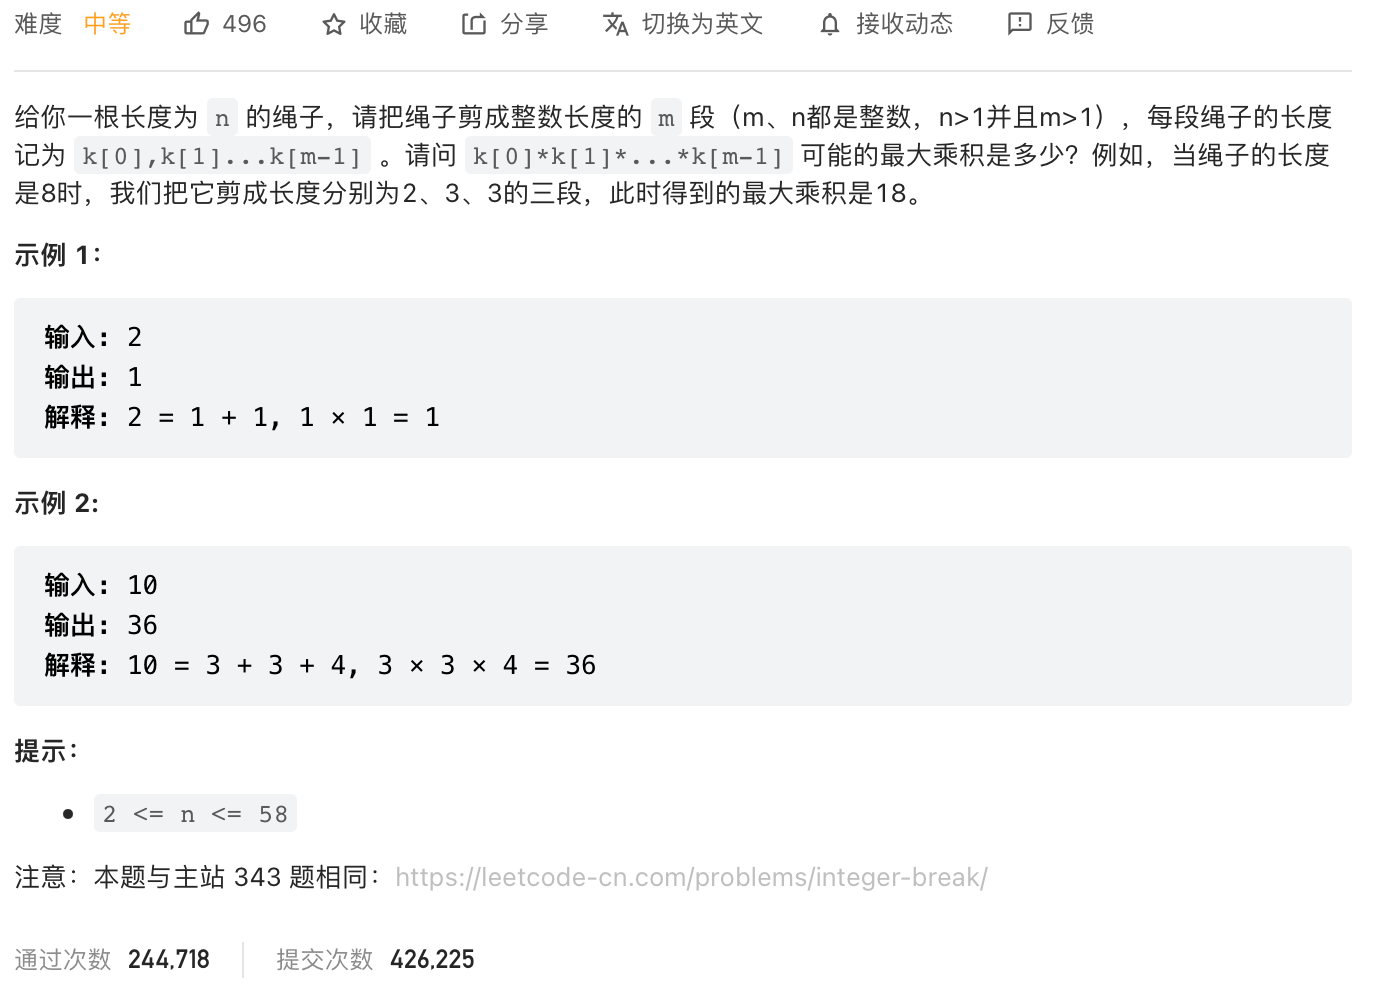 难度 中等 496 收藏 分享 切换为英文 接收动态 反馈
给你一根长度为 n 的绳子，请把绳子剪成整数长度的 m 段（m、n都是整数，n>1并且m>1），每段绳子的长度
记为 k[0],k[1]...k[m-1] 。请问 k[0]*k[1]*...*k[m-1] 可能的最大乘积是多少？例如，当绳子的长度
是8时，我们把它剪成长度分别为2、3、3的三段，此时得到的最大乘积是18。
示例 1：
输入: 2
输出: 1
解释: 2 = 1 + 1, 1 × 1 = 1
示例 2:
输入: 10
输出: 36
解释: 10 = 3 + 3 + 4, 3 × 3 × 4 = 36
提示：
• 2 <= n <= 58
注意：本题与主站 343 题相同：https://leetcode-cn.com/problems/integer-break/
通过次数 244,718 提交次数 426,225